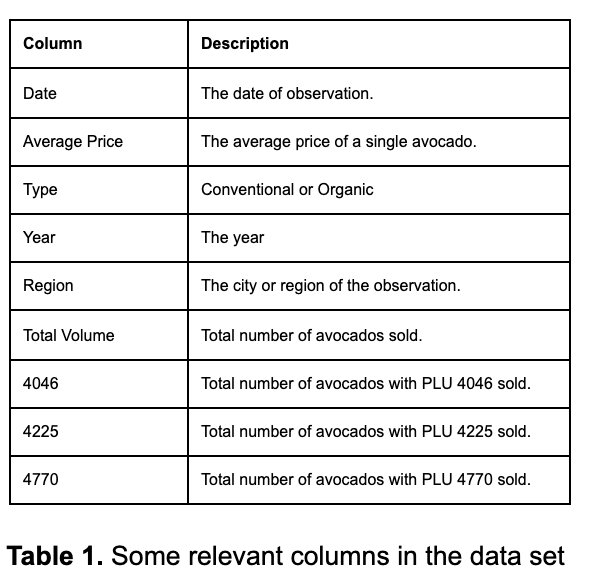 Column Description
Date The date of observation.
Average Price The average price of a single avocado.
Type Conventional or Organic
Year The year
Region The city or region of the observation.
Total Volume Total number of avocados sold.
4046 Total number of avocados with PLU 4046 sold.
4225 Total number of avocados with PLU 4225 sold.
4770 Total number of avocados with PLU 4770 sold.
Table 1. Some relevant columns in the data set